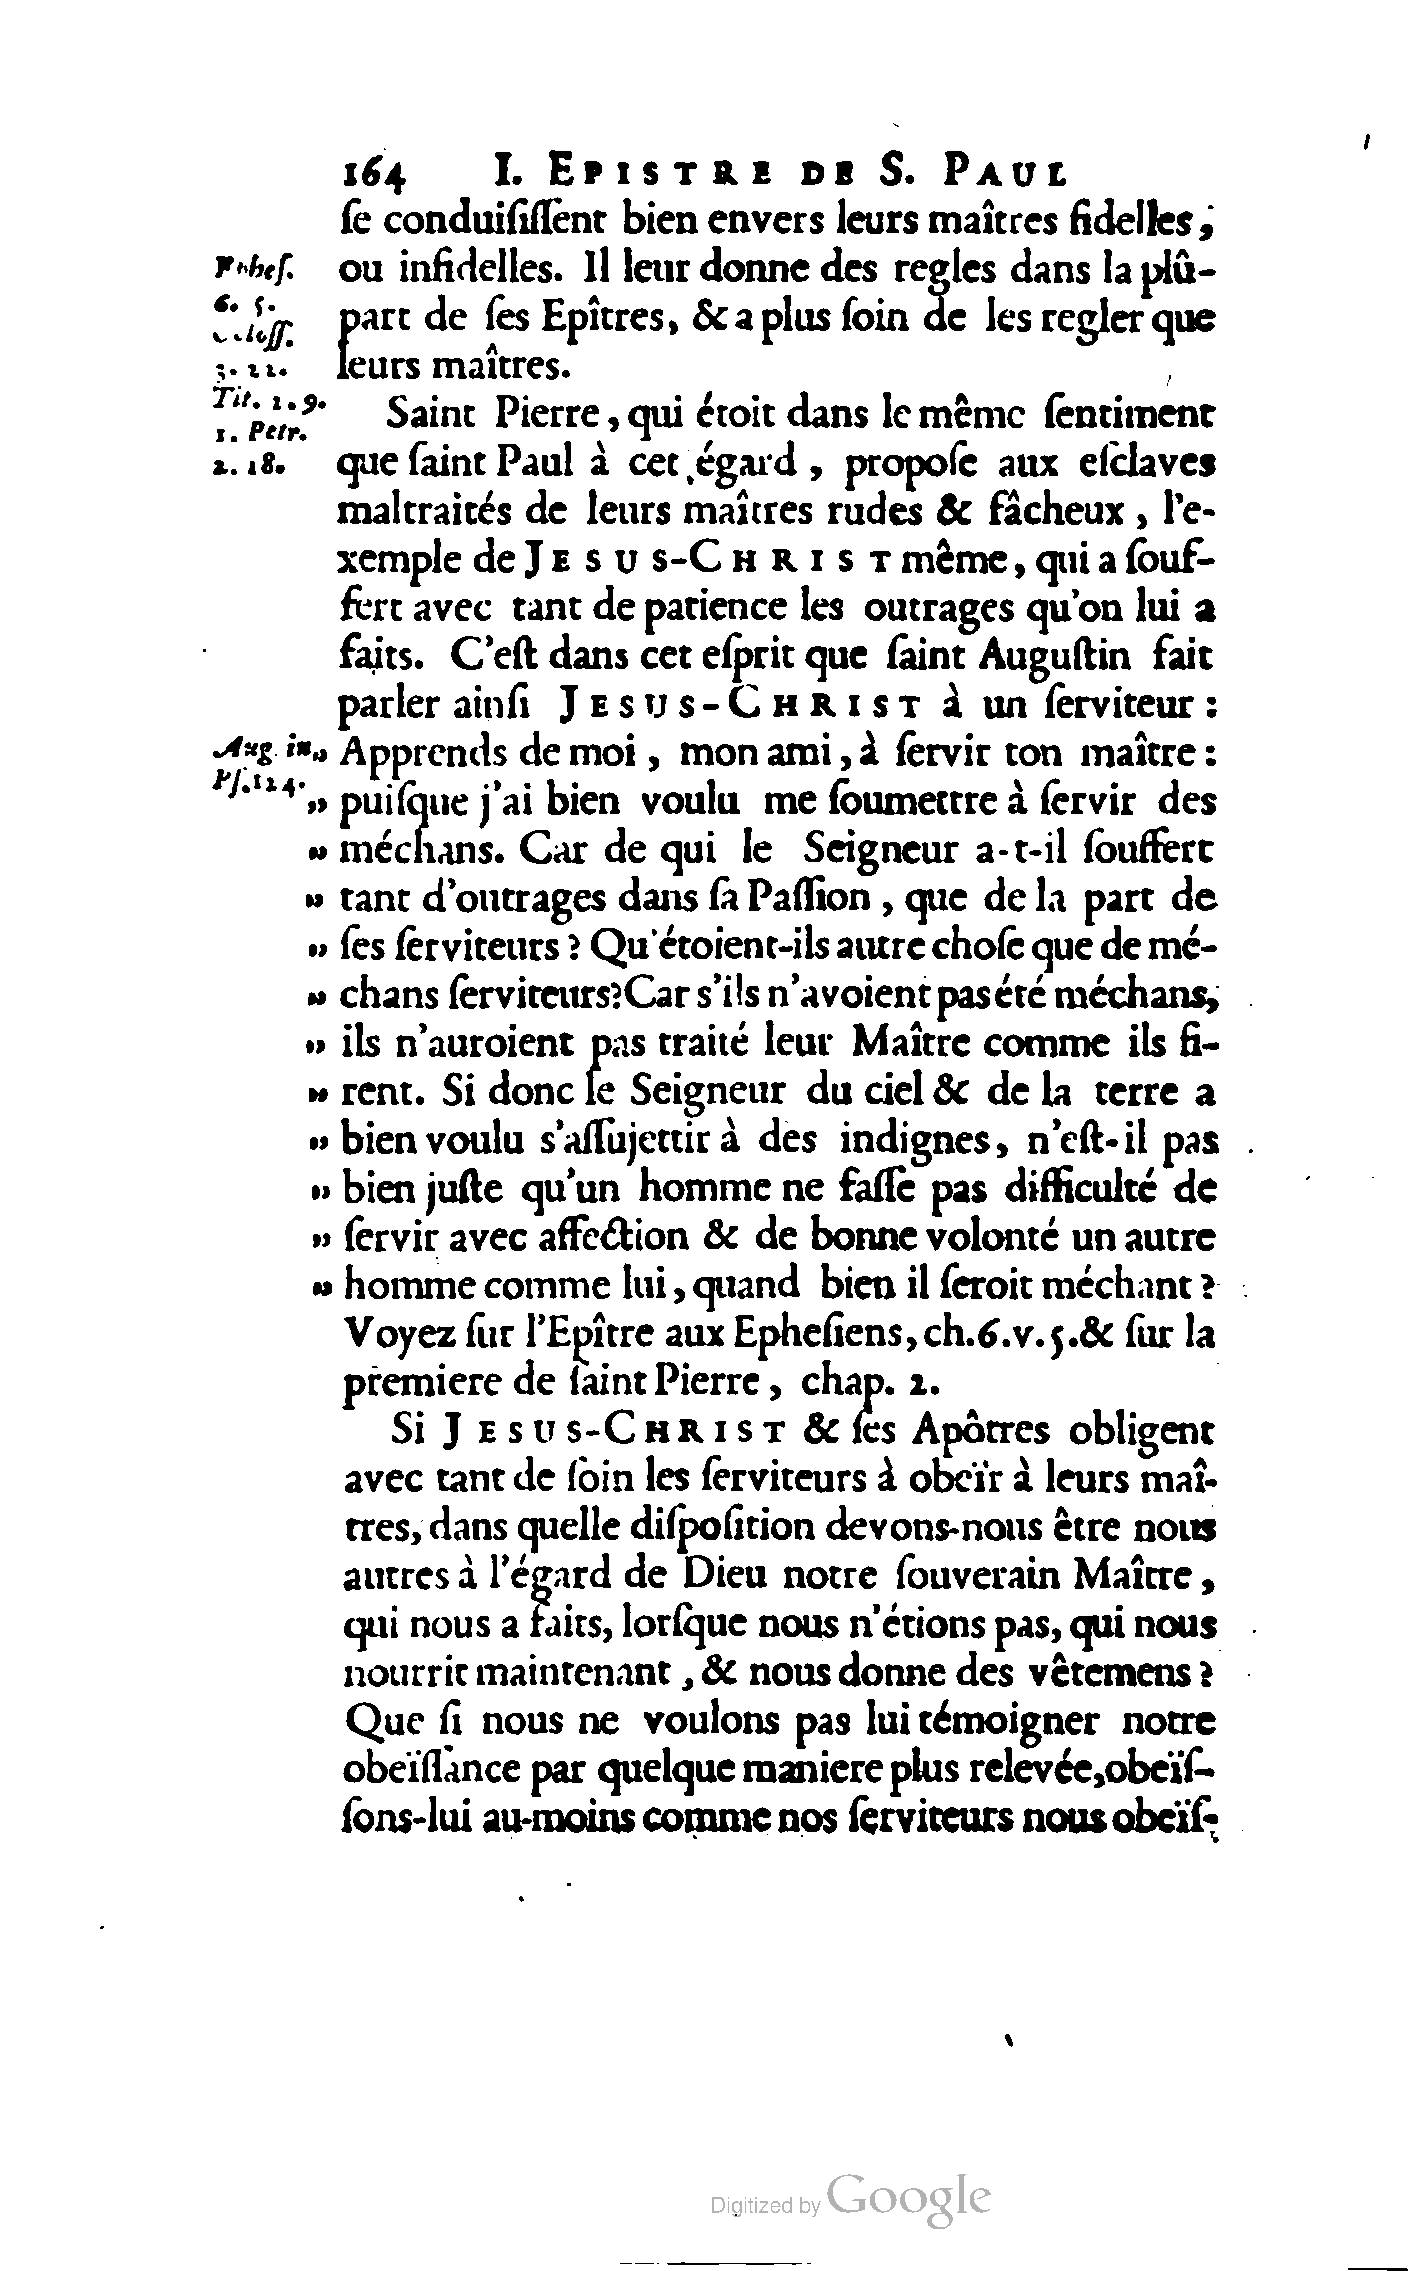 164 I. EPISTRE DE S. PAUL
ſe conduiſiſſent bien envers leurs maîtres fidelles,
Epheſ.
ou infidelles. Il leur donne des regles dans la plû-
6. 5.
part de ſes Epîtres, & a plus ſoin de les regler que
Coloſſ.
3. 22.
leurs maîtres.
Tit. 2. 9.
Saint Pierre, qui étoit dans le même ſentiment
1. Petr.
2. 18.
que ſaint Paul à cet égard, propoſe aux eſclaves
maltraités de leurs maîtres rudes & fâcheux, l'e-
xemple de JESUS-CHRIST même, qui a ſouf-
fert avec tant de patience les outrages qu'on lui a
faits. C'eſt dans cet eſprit que ſaint Auguſtin fait
parler ainſi JESUS-CHRIST à un ſerviteur :
Aug. in
„ Apprends de moi, mon ami, à ſervir ton maître :
Pſ. 124.
„ puiſque j'ai bien voulu me ſoumettre à ſervir des
„ méchans. Car de qui le Seigneur a-t-il ſouffert
„ tant d'outrages dans ſa Paſſion, que de la part de
„ ſes ſerviteurs ? Qu'étoient-ils autre choſe que de mé-
„ chans ſerviteurs? Car s'ils n'avoient pas été méchans,
„ ils n'auroient pas traité leur Maître comme ils fi-
„ rent. Si donc le Seigneur du ciel & de la terre a
„ bien voulu s'aſſujettir à des indignes, n'eſt-il pas
„ bien juſte qu'un homme ne faſſe pas difficulté de
„ ſervir avec affection & de bonne volonté un autre
„ homme comme lui, quand bien il ſeroit méchant ?
Voyez ſur l'Epître aux Epheſiens, ch. 6. v. 5. & ſur la
premiere de ſaint Pierre, chap. 2.
Si JESUS-CHRIST & ſes Apôtres obligent
avec tant de ſoin les ſerviteurs à obeïr à leurs maî-
tres, dans quelle diſpoſition devons-nous être nous
autres à l'égard de Dieu notre ſouverain Maître,
qui nous a faits, lorſque nous n'étions pas, qui nous
nourrit maintenant, & nous donne des vêtemens ?
Que ſi nous ne voulons pas lui témoigner notre
obeïſſance par quelque maniere plus relevée, obeïſ-
ſons-lui au-moins comme nos ſerviteurs nous obeïſ-
Digitized by Google